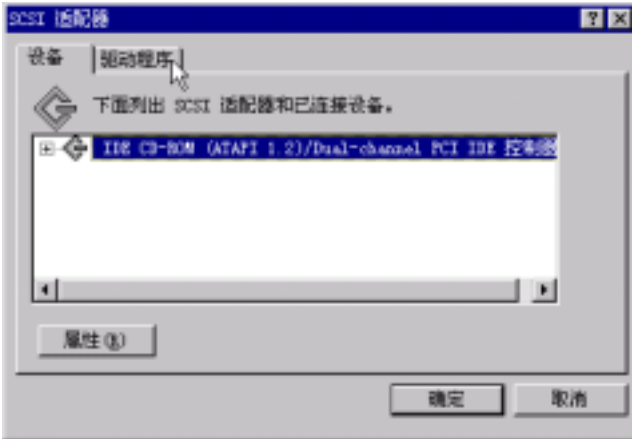 SCSI 适配器
设备
驱动程序
下面列出 SCSI 适配器和已连接设备。
IDE CD-ROM (ATAPI 1.2)/Dual-channel PCI IDE 控制器
属性(R)
确定
取消